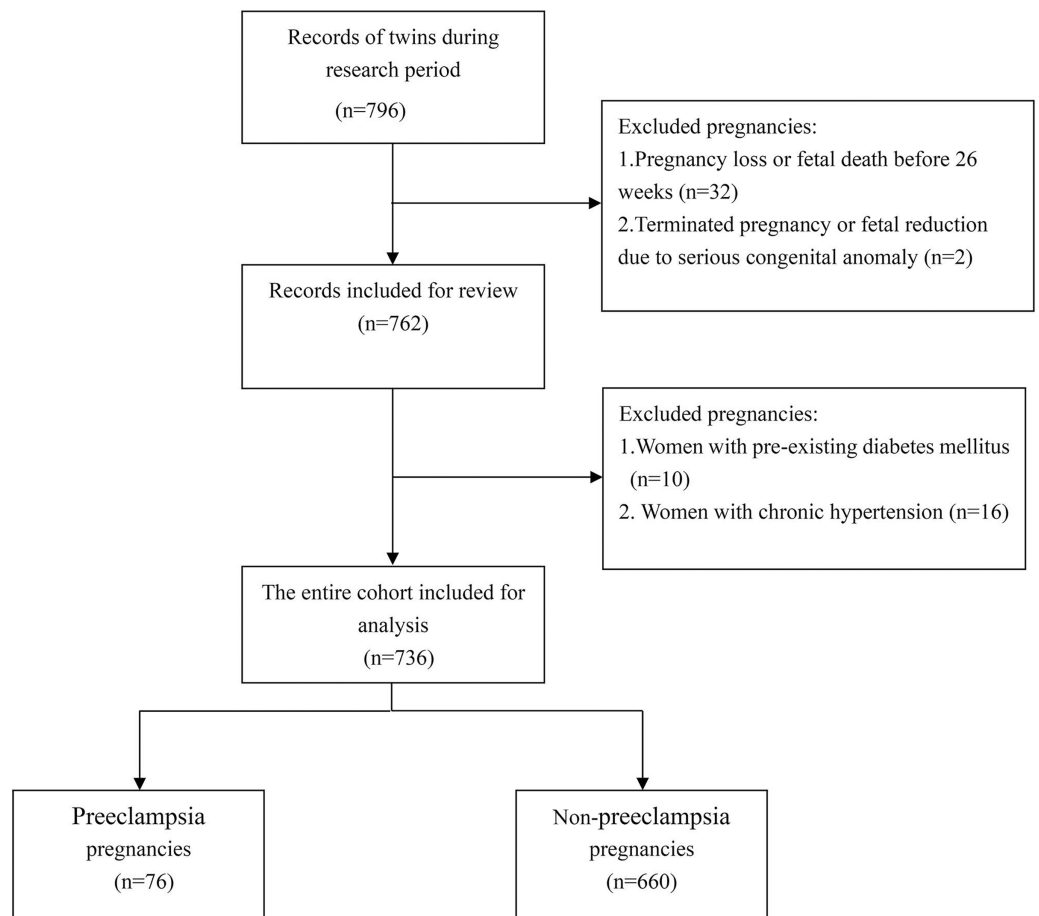 Records of twins during
research period
(n=796)
Excluded pregnancies:
1.Pregnancy loss or fetal death before 26
weeks (n=32)
2.Terminated pregnancy or fetal reduction
due to serious congenital anomaly (n=2)
Records included for review
(n=762)
Excluded pregnancies:
1.Women with pre-existing diabetes mellitus
(n=10)
2. Women with chronic hypertension (n=16)
The entire cohort included for
analysis
(n=736)
Preeclampsia
pregnancies
(n=76)
Non-preeclampsia
pregnancies
(n=660)